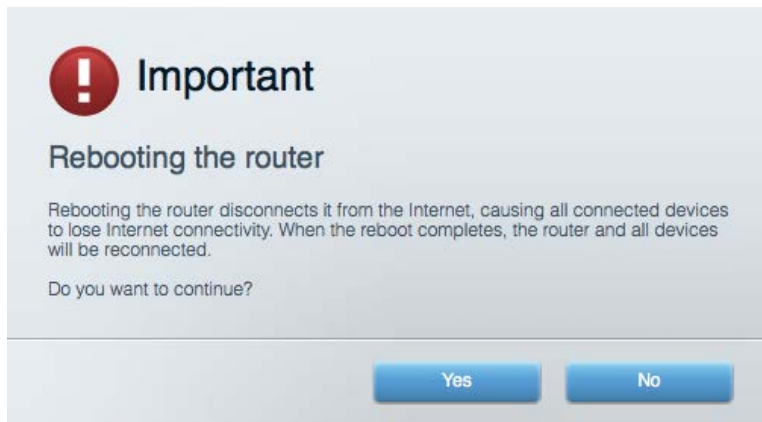 Important
Rebooting the router
Rebooting the router disconnects it from the Internet, causing all connected devices
to lose Internet connectivity. When the reboot completes, the router and all devices
will be reconnected.
Do you want to continue?
Yes No